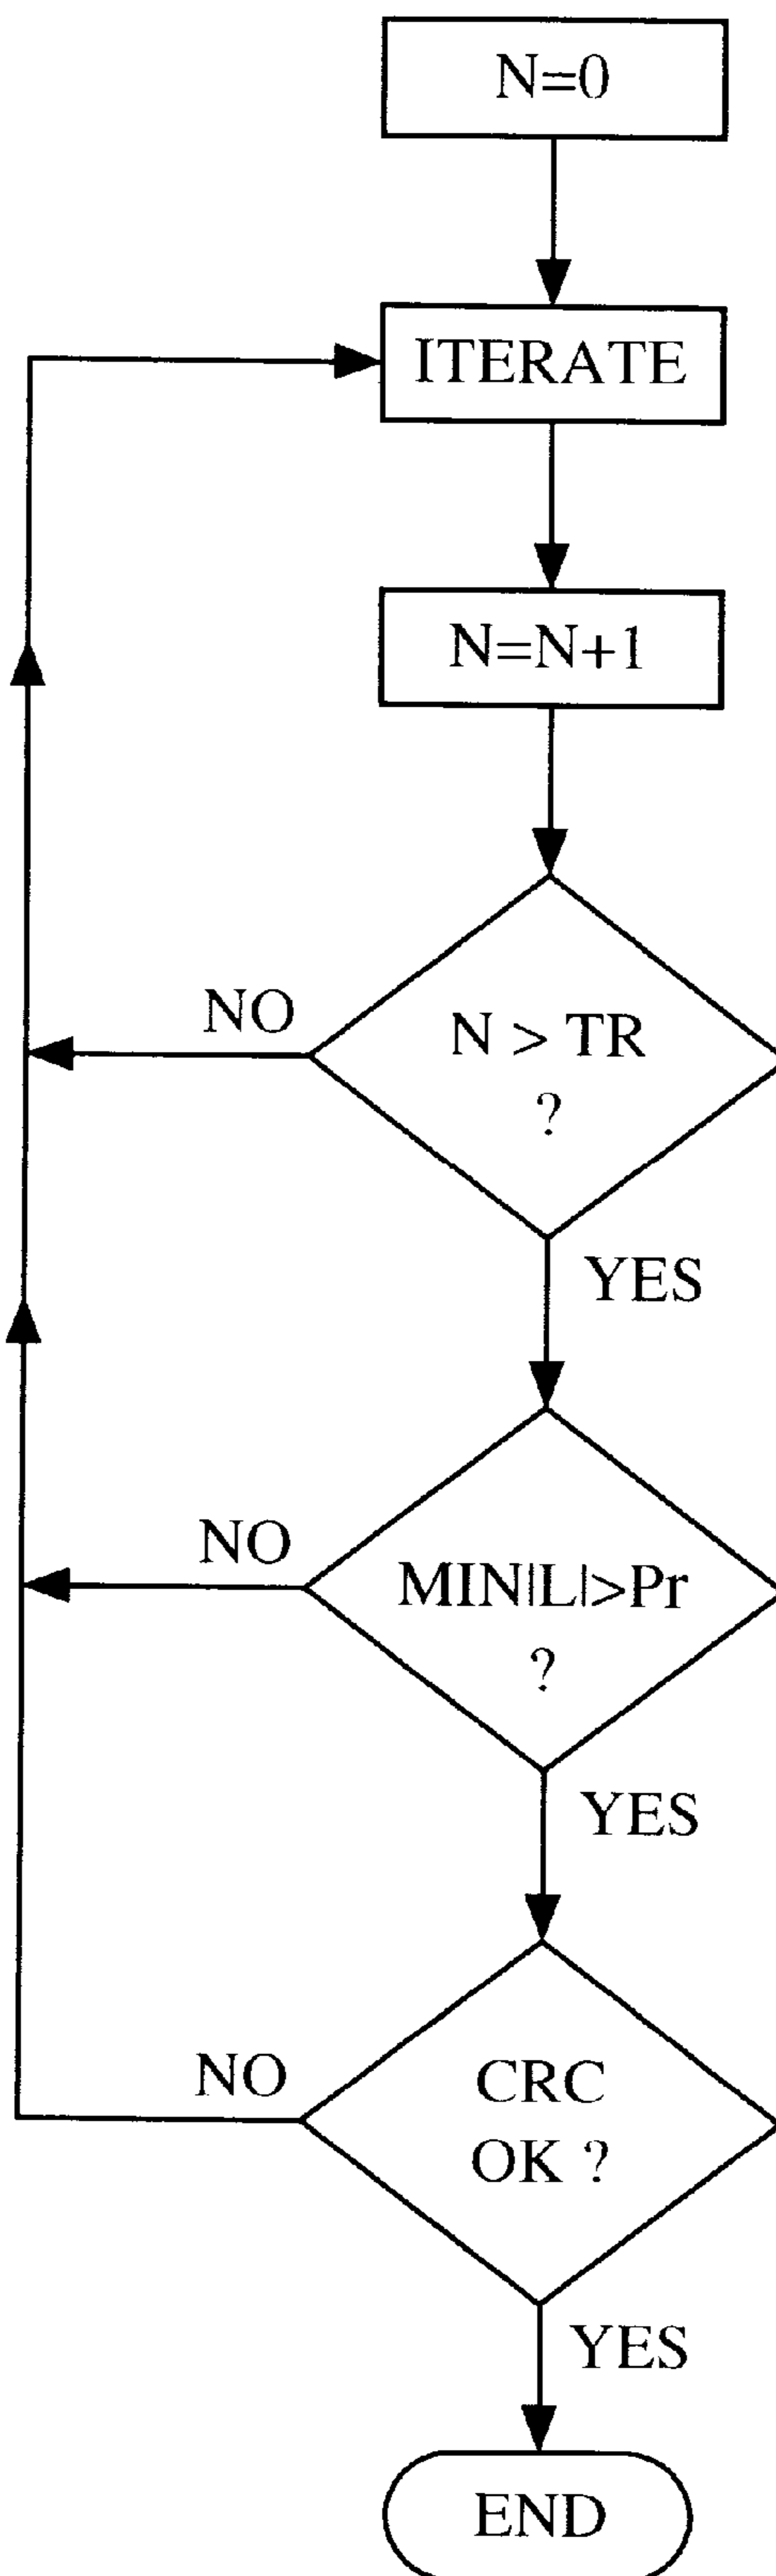 N=0
ITERATE
N=N+1
NO
N > TR
?
YES
NO
MIN|L|>Pr
?
YES
NO
CRC
OK ?
YES
END